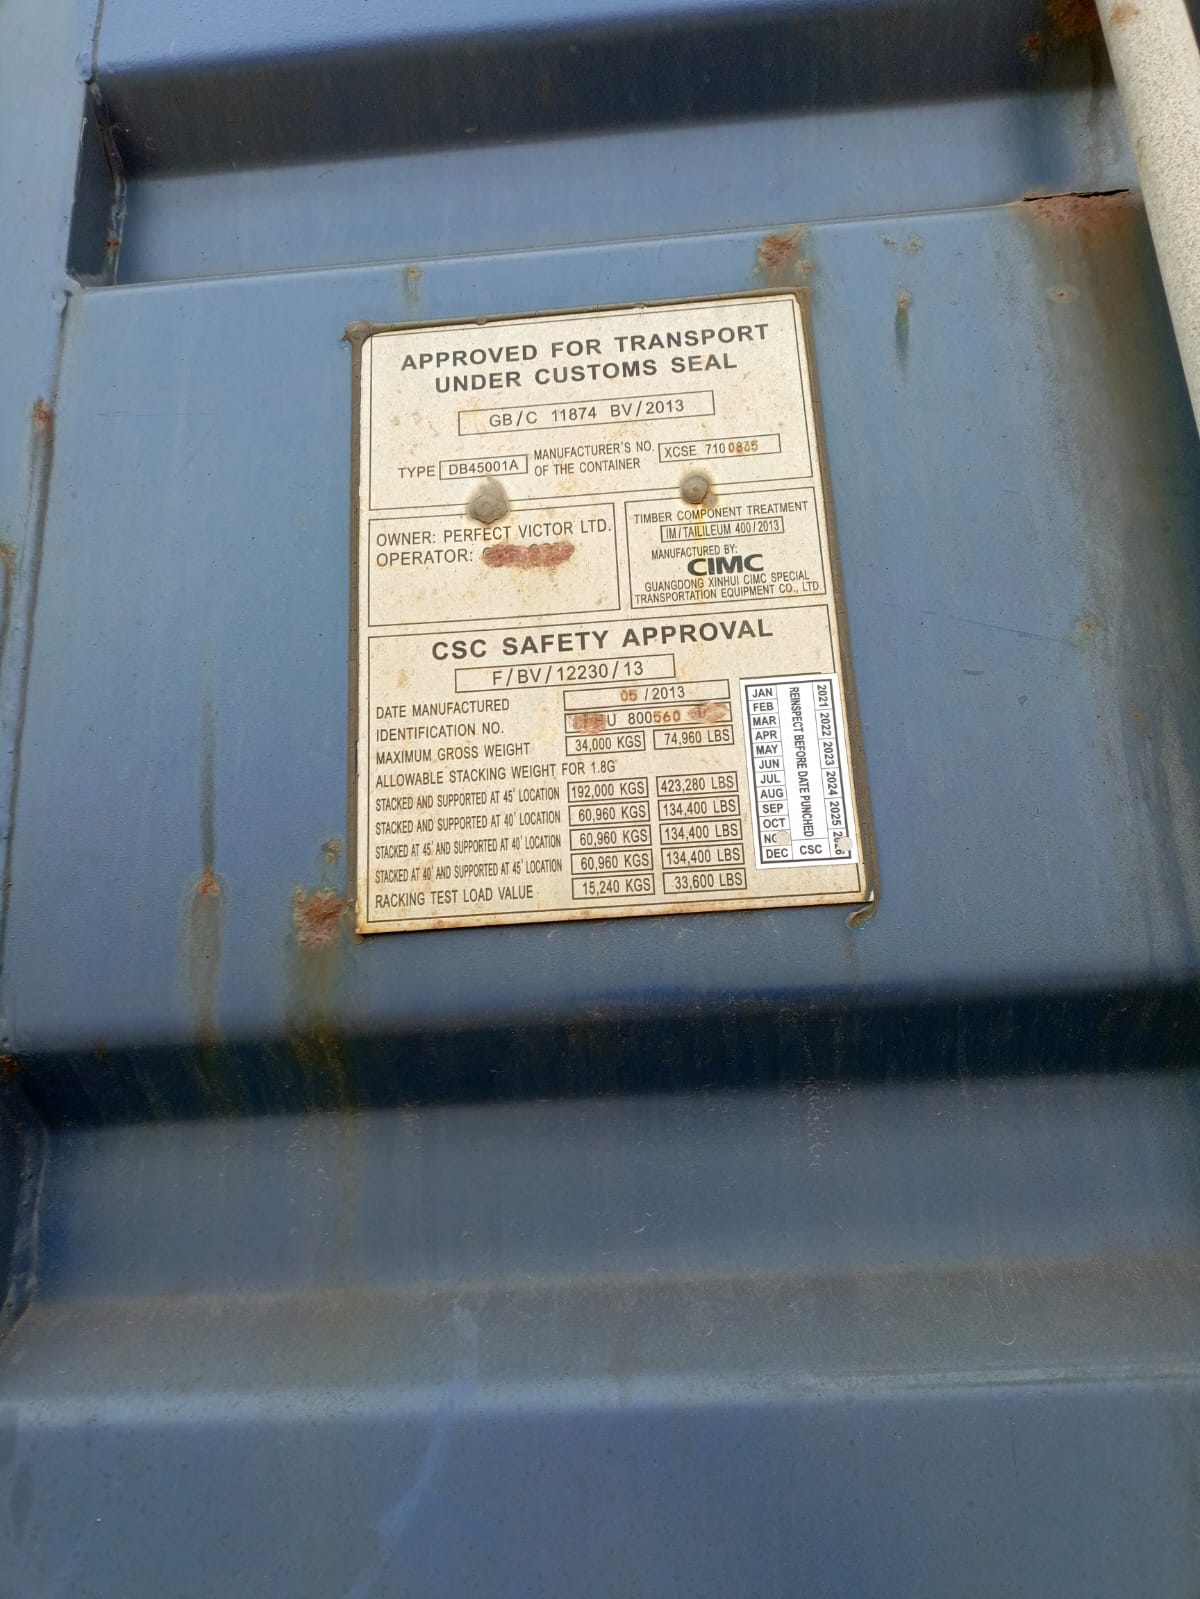 APPROVED FOR TRANSPORT
UNDER CUSTOMS SEAL
GB/C 11874 BV/2013
TYPE DB45001A
MANUFACTURER'S NO.
OF THE CONTAINER
XCSE 7100835
OWNER: PERFECT VICTOR LTD.
OPERATOR:
TIMBER COMPONENT TREATMENT
IM/TAILILEUM 400/2013
MANUFACTURED BY:
CIMC
GUANGDONG XINHUI CIMC SPECIAL
TRANSPORTATION EQUIPMENT CO., LTD.
CSC SAFETY APPROVAL
F/BV/12230/13
DATE MANUFACTURED 05/2013
IDENTIFICATION NO. U 800560
MAXIMUM GROSS WEIGHT 34,000 KGS 74,960 LBS
ALLOWABLE STACKING WEIGHT FOR 1.8G
STACKED AND SUPPORTED AT 45' LOCATION 192,000 KGS 423,280 LBS
STACKED AND SUPPORTED AT 40' LOCATION 60,960 KGS 134,400 LBS
STACKED AT 45' AND SUPPORTED AT 40' LOCATION 60,960 KGS 134,400 LBS
STACKED AT 40' AND SUPPORTED AT 45' LOCATION 60,960 KGS 134,400 LBS
RACKING TEST LOAD VALUE 15,240 KGS 33,600 LBS
JAN
FEB
MAR
APR
MAY
JUN
JUL
AUG
SEP
OCT
DEC
CSC
REINSPECT BEFORE DATE PUNCHED
2021 2022 2023 2024 2025